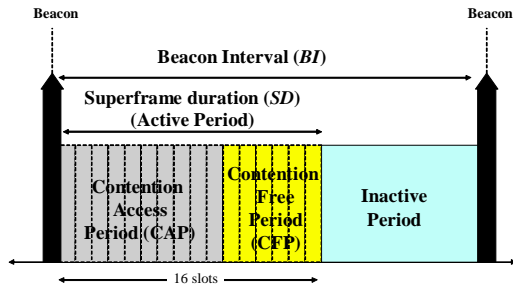 Beacon
Beacon
Beacon Interval (BI)
Superframe duration (SD)
(Active Period)
Contention
Access
Period (CAP)
Contention
Free
Period
(CFP)
Inactive
Period
16 slots